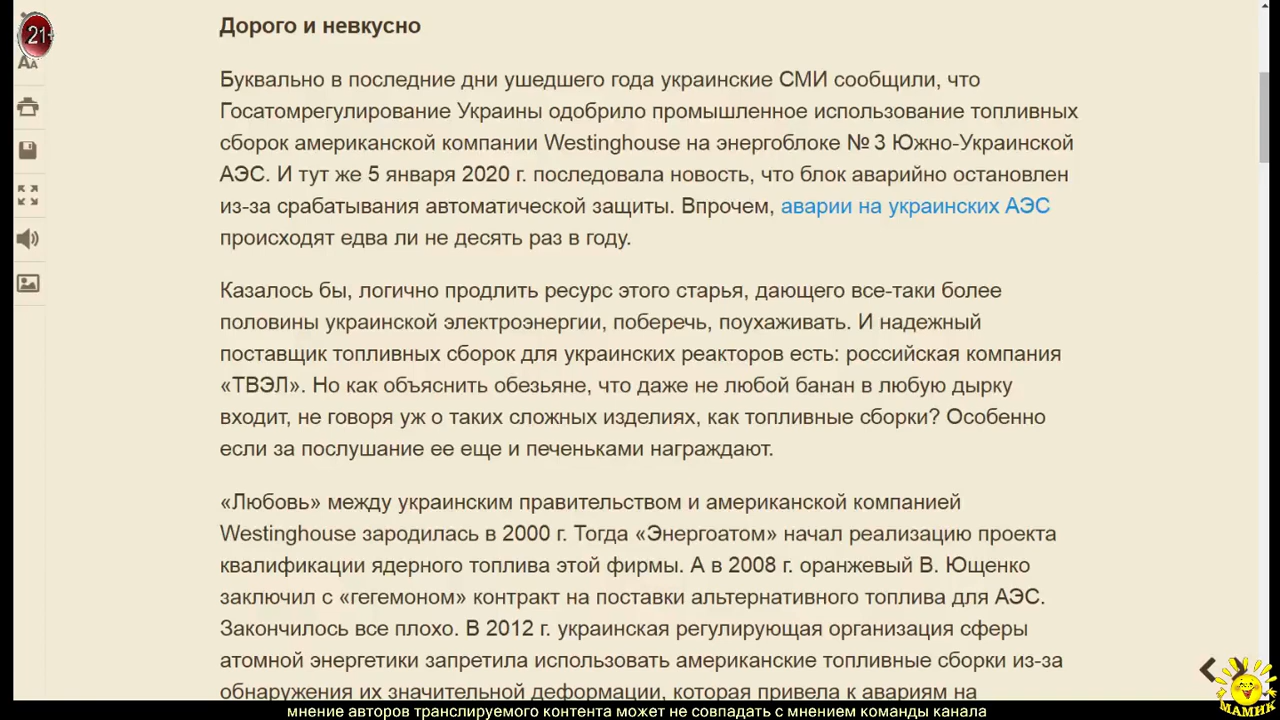 21+
AA
Дорого и невкусно
Буквально в последние дни ушедшего года украинские СМИ сообщили, что
Госатомрегулирование Украины одобрило промышленное использование топливных
сборок американской компании Westinghouse на энергоблоке № 3 Южно-Украинской
АЭС. И тут же 5 января 2020 г. последовала новость, что блок аварийно остановлен
из-за срабатывания автоматической защиты. Впрочем, аварии на украинских АЭС
происходят едва ли не десять раз в году.
Казалось бы, логично продлить ресурс этого старья, дающего все-таки более
половины украинской электроэнергии, поберечь, поухаживать. И надежный
поставщик топливных сборок для украинских реакторов есть: российская компания
«ТВЭЛ». Но как объяснить обезьяне, что даже не любой банан в любую дырку
входит, не говоря уж о таких сложных изделиях, как топливные сборки? Особенно
если за послушание ее еще и печеньками награждают.
«Любовь» между украинским правительством и американской компанией
Westinghouse зародилась в 2000 г. Тогда «Энергоатом» начал реализацию проекта
квалификации ядерного топлива этой фирмы. А в 2008 г. оранжевый В. Ющенко
заключил с «гегемоном» контракт на поставки альтернативного топлива для АЭС.
Закончилось все плохо. В 2012 г. украинская регулирующая организация сферы
атомной энергетики запретила использовать американские топливные сборки из-за
обнаружения их значительной деформации, которая привела к авариям на
МАМИК
мнение авторов транслируемого контента может не совпадать с мнением команды канала